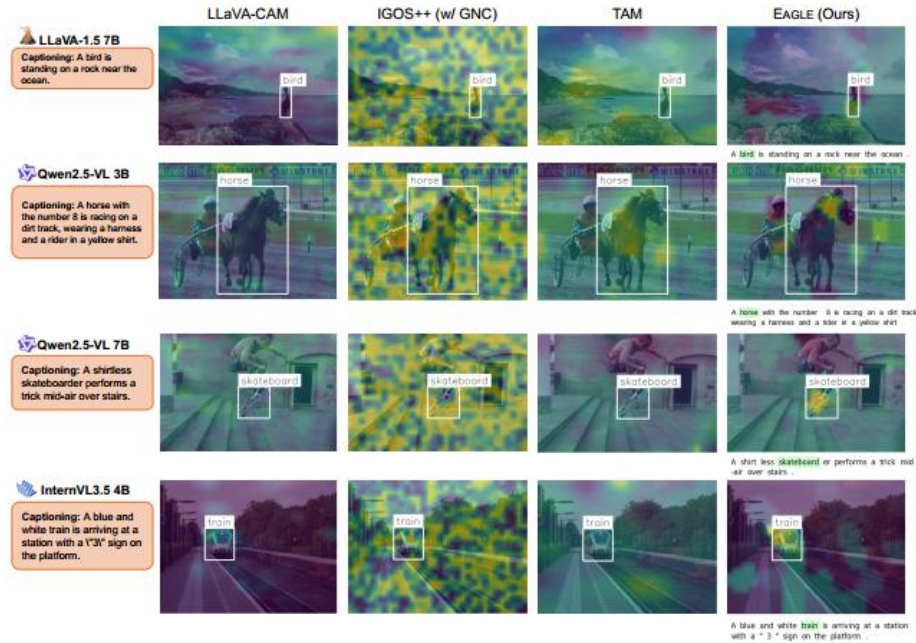 LLaVA-CAM IGOS++ (w/ GNC) TAM EAGLE (Ours)
LLaVA-1.5 7B
Captioning: A bird is
standing on a rock near the
ocean.
bird
bird
bird
bird
A bird is standing on a rock near the ocean .
Qwen2.5-VL 3B
Captioning: A horse with
the number 8 is racing on a
dirt track, wearing a harness
and a rider in a yellow shirt.
horse
horse
horse
horse
A horse with the number 8 is racing on a dirt track
wearing a harness and a rider in a yellow shirt
Qwen2.5-VL 7B
Captioning: A shirtless
skateboarder performs a
trick mid-air over stairs.
skateboard
skateboard
skateboard
skateboard
A shirt less skateboard er performs a trick mid
-air over stairs .
InternVL3.5 4B
Captioning: A blue and
white train is arriving at a
station with a \"3\" sign on
the platform.
train
train
train
train
A blue and white train is arriving at a station
with a " 3 " sign on the platform .